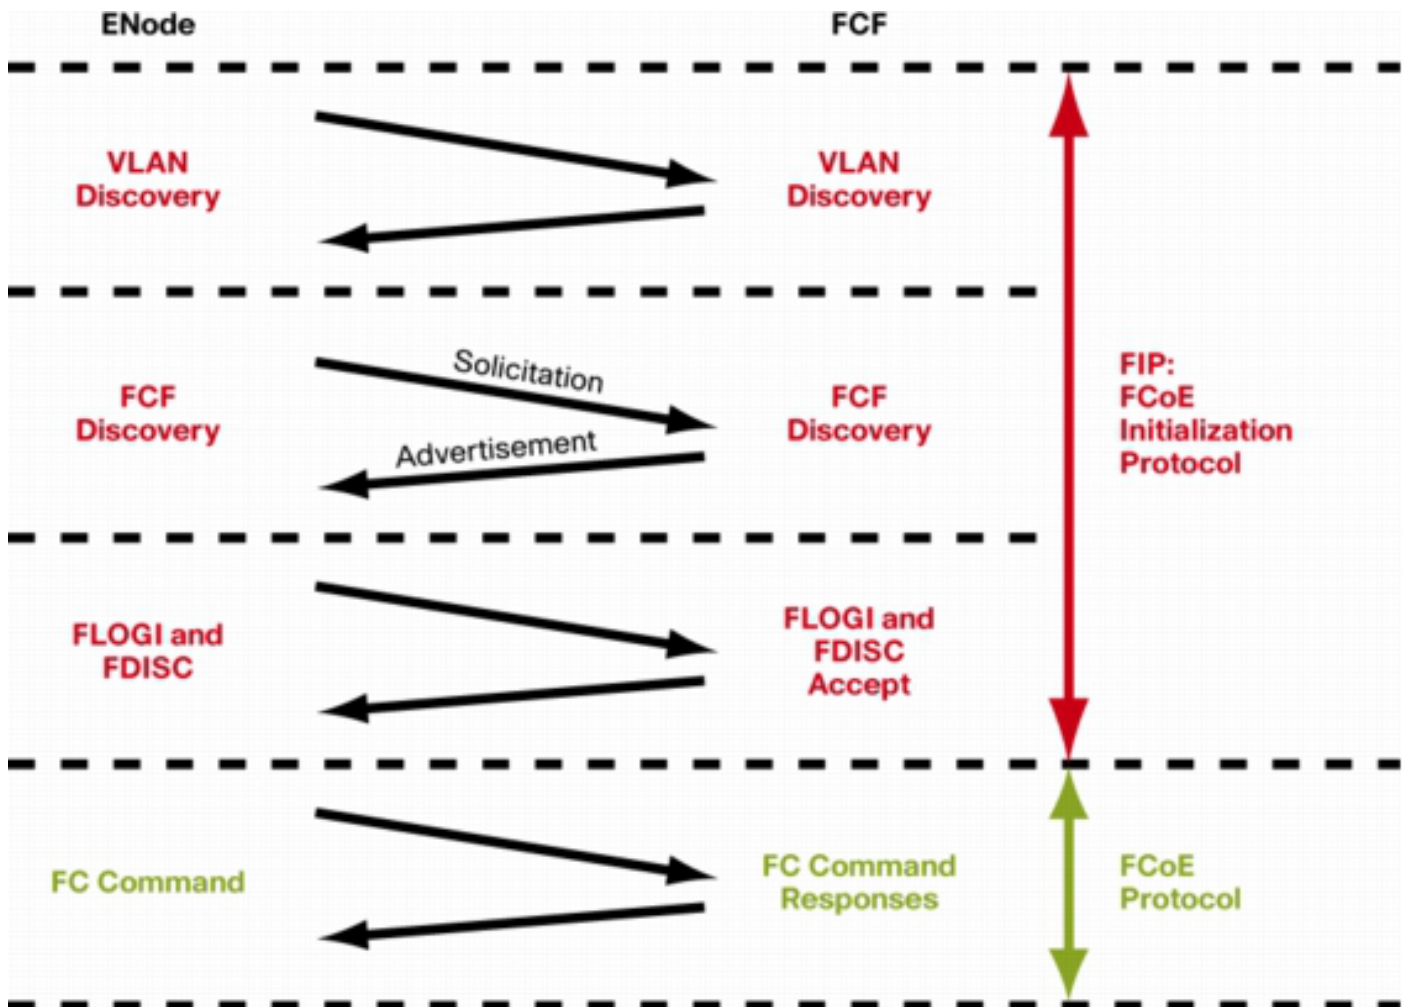 ENode
FCF
VLAN
Discovery
VLAN
Discovery
Solicitation
FCF
Discovery
Advertisement
FCF
Discovery
FIP:
FCoE
Initialization
Protocol
FLOGI and
FDISC
FLOGI and
FDISC
Accept
FC Command
FC Command
Responses
FCoE
Protocol